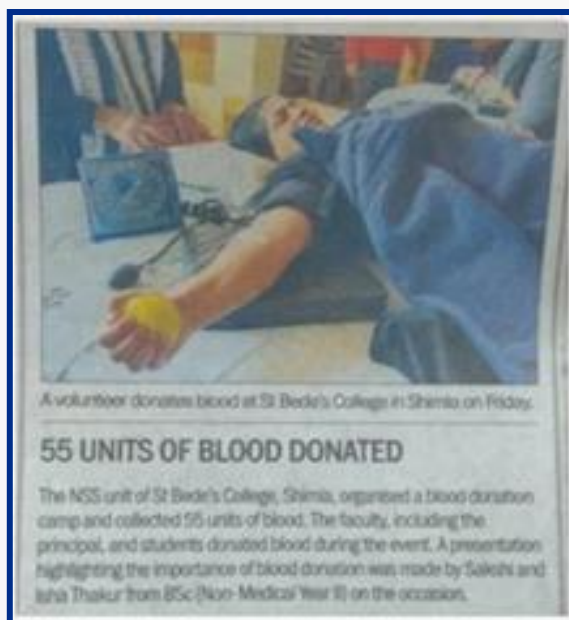 A volunteer donates blood at St Bede's College in Shimla on Friday.
55 UNITS OF BLOOD DONATED
The NSS unit of St Bede's College, Shimla, organised a blood donation
camp and collected 55 units of blood. The faculty, including the
principal, and students donated blood during the event. A presentation
highlighting the importance of blood donation was made by Sakshi and
Isha Thakur from BSc (Non-Medical Year II) on the occasion.